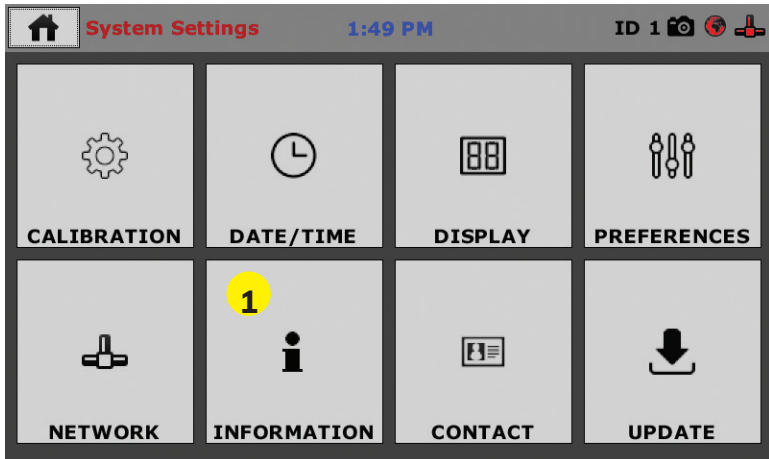 System Settings 1:49 PM ID 1
CALIBRATION DATE/TIME DISPLAY PREFERENCES
1
NETWORK INFORMATION CONTACT UPDATE